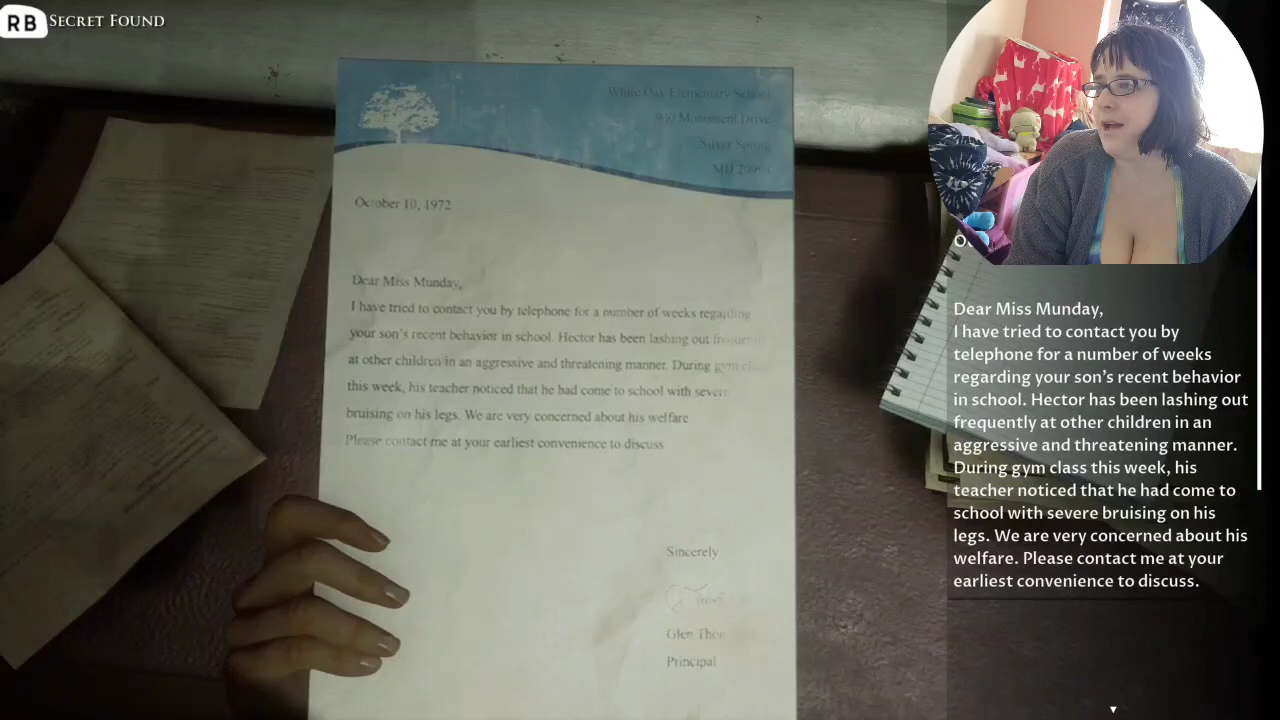 RB SECRET FOUND
White Oak Elementary School
Monument Drive
Silver Spring
MD
October 10, 1972
Dear Miss Munday,
I have tried to contact you by telephone for a number of weeks regarding
your son's recent behavior in school. Hector has been lashing out frequently
at other children in an aggressive and threatening manner. During gym class
this week, his teacher noticed that he had come to school with severe
bruising on his legs. We are very concerned about his welfare
Please contact me at your earliest convenience to discuss
Sincerely
Glen
Principal
Dear Miss Munday,
I have tried to contact you by
telephone for a number of weeks
regarding your son's recent behavior
in school. Hector has been lashing out
frequently at other children in an
aggressive and threatening manner.
During gym class this week, his
teacher noticed that he had come to
school with severe bruising on his
legs. We are very concerned about his
welfare. Please contact me at your
earliest convenience to discuss.